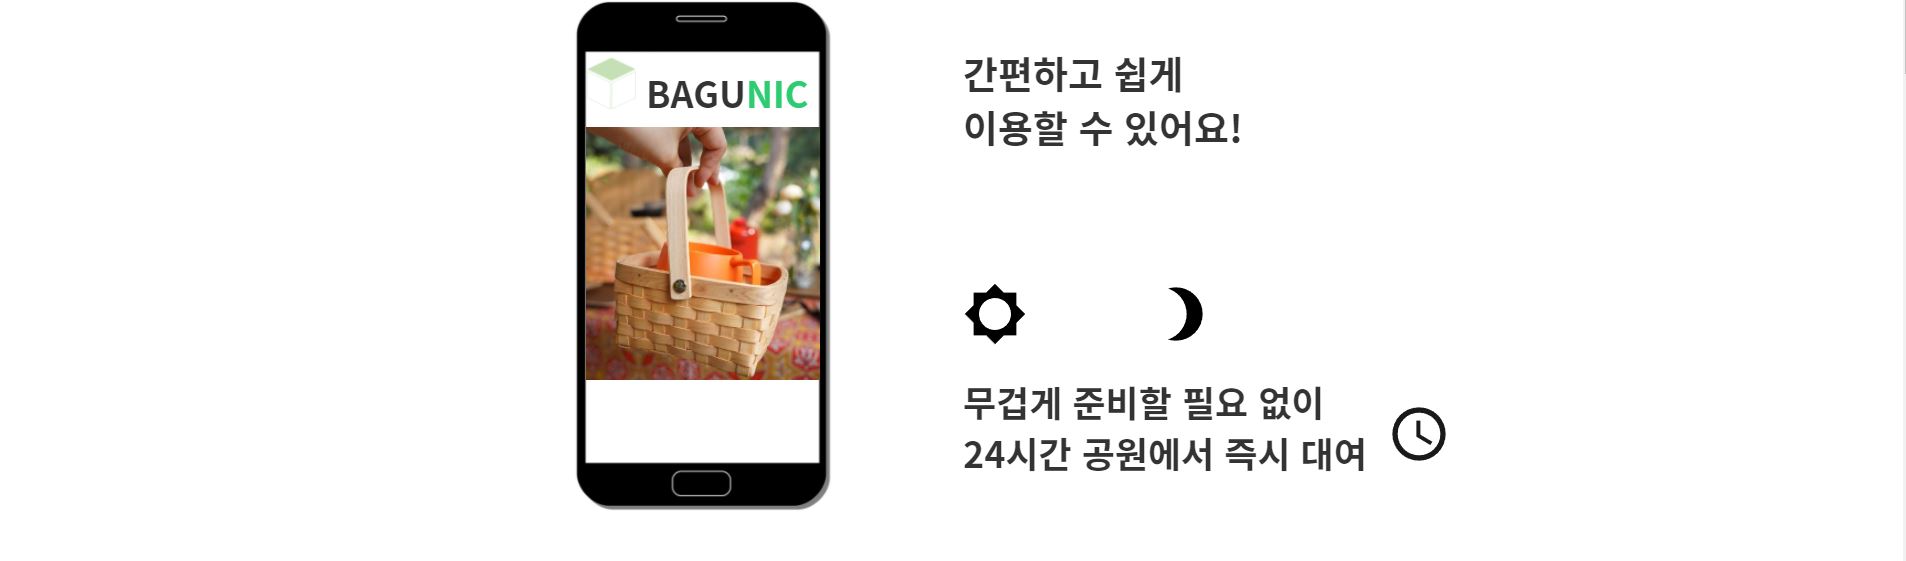 BAGUNIC
간편하고 쉽게
이용할 수 있어요!
무겁게 준비할 필요 없이
24시간 공원에서 즉시 대여